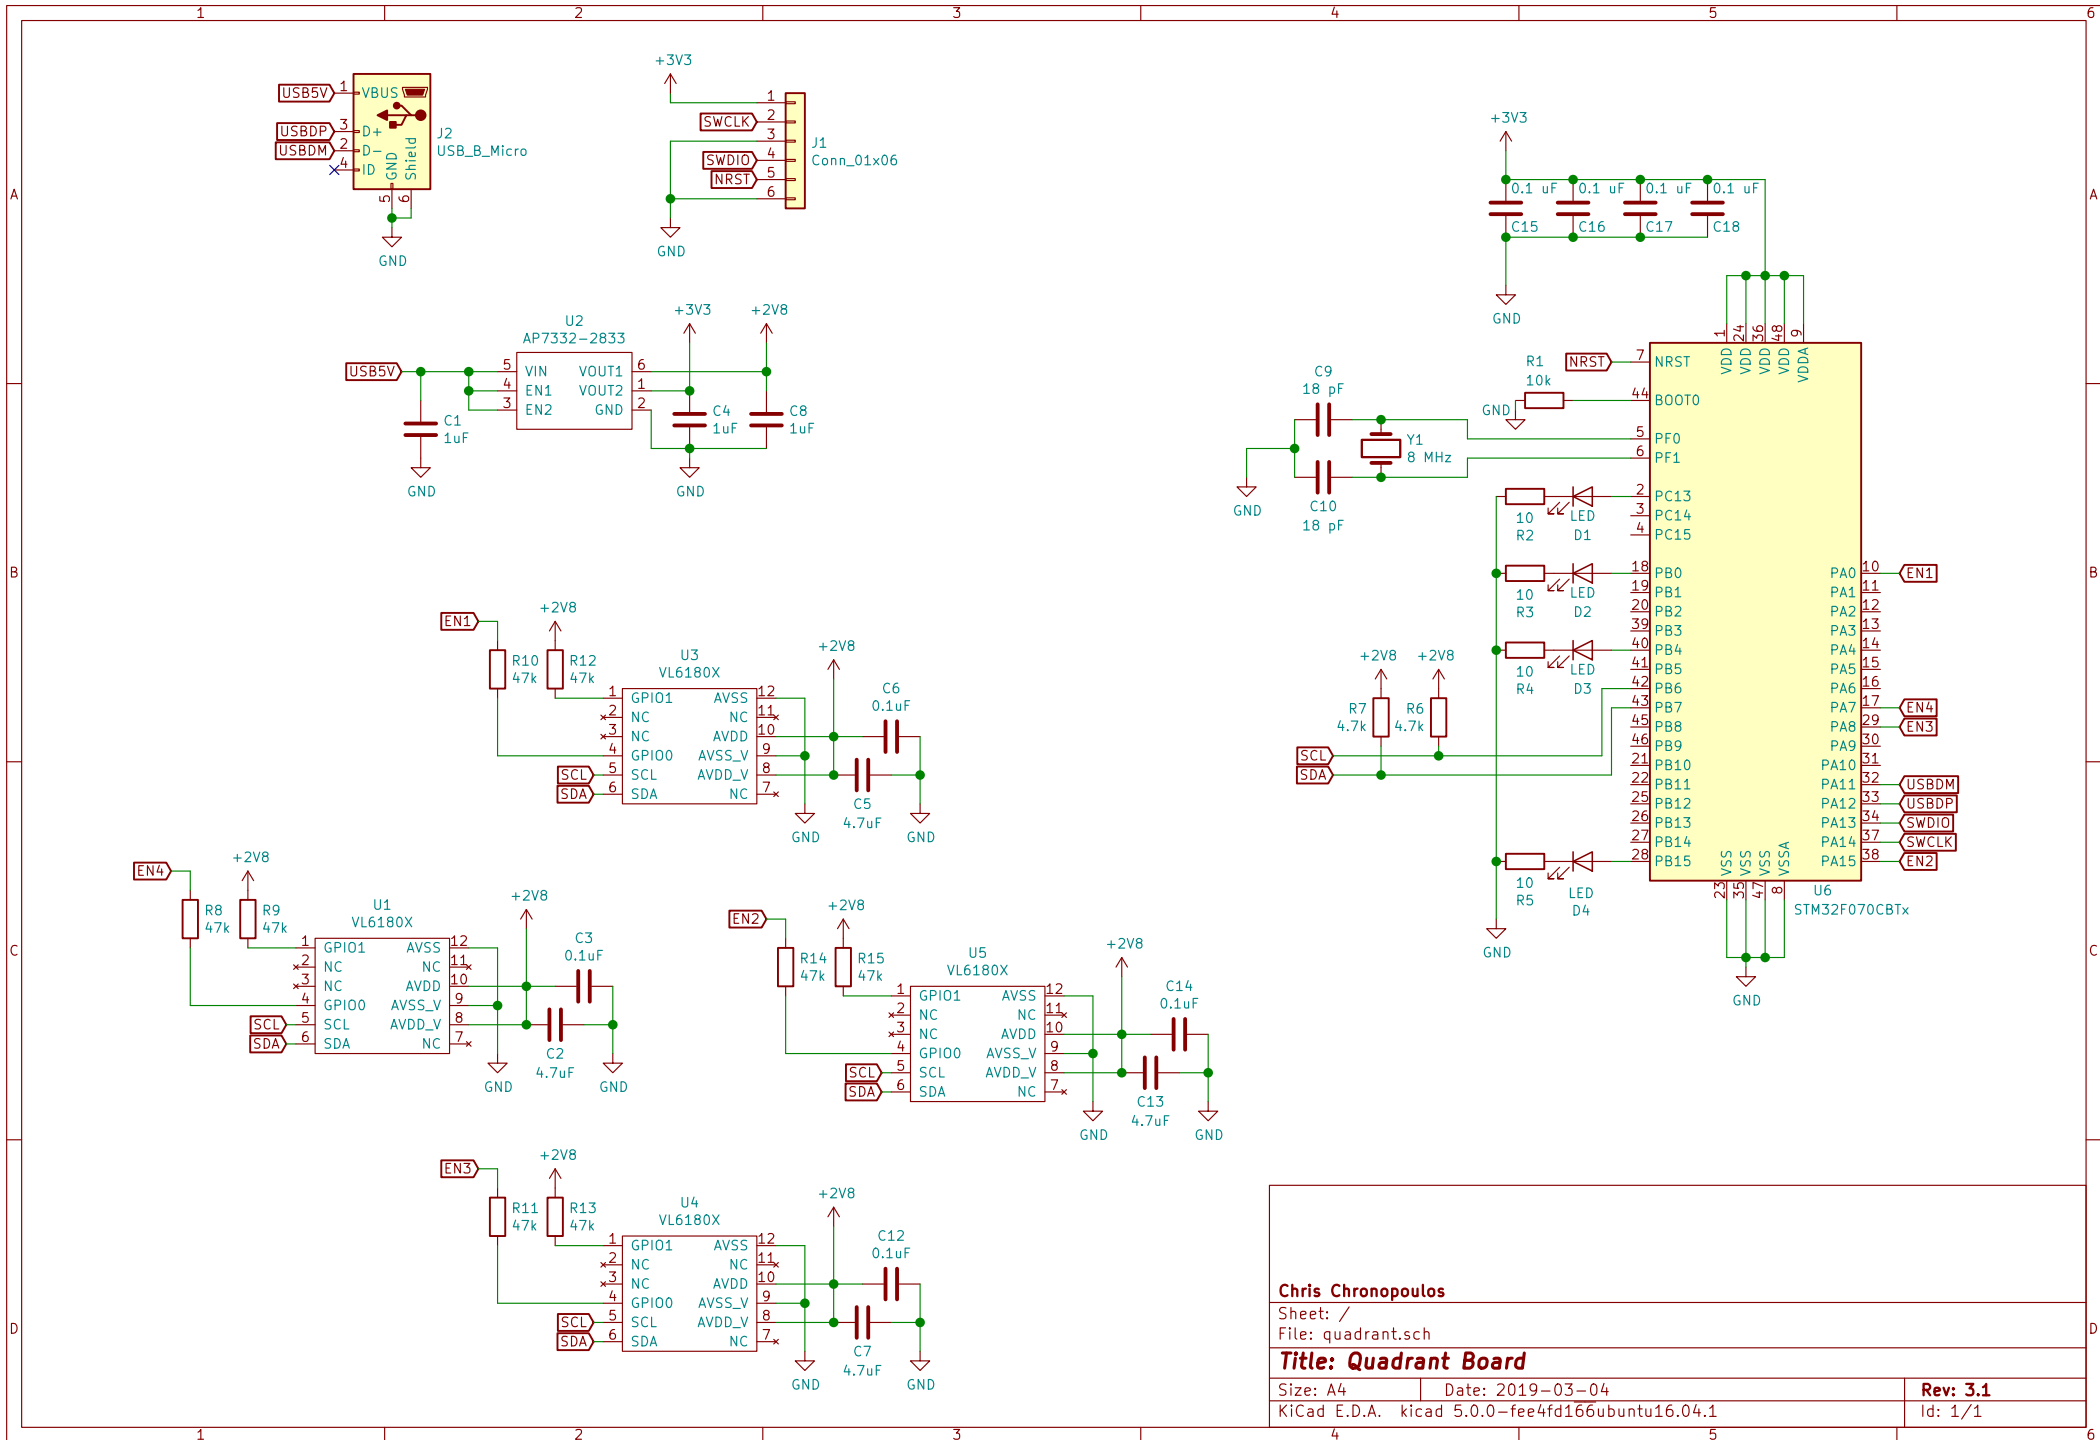 1 2 3 4 5 6
A
B
C
D
A
B
C
D
1 2 3 4 5 6
USB5V 1 VBUS
USBDP 3 D+
USBDM 2 D-
4 ID
GND
Shield
5 6
J2
USB_B_Micro
GND
+3V3
1
SWCLK 2
3
SWDIO 4
NRST 5
6
J1
Conn_01x06
GND
U2
AP7332-2833
+3V3
+2V8
USB5V
5 VIN VOUT1 6
4 EN1 VOUT2 1
3 EN2 GND 2
C1
1uF
C4
1uF
C8
1uF
GND
GND
EN1
+2V8
R10
47k
R12
47k
U3
VL6180X
+2V8
C6
0.1uF
1 GPIO1 AVSS 12
2 NC NC 11
3 NC AVDD 10
4 GPIO0 AVSS_V 9
SCL 5 SCL AVDD_V 8
SDA 6 SDA NC 7
C5
4.7uF
GND
GND
EN4
+2V8
R8
47k
R9
47k
U1
VL6180X
+2V8
C3
0.1uF
1 GPIO1 AVSS 12
2 NC NC 11
3 NC AVDD 10
4 GPIO0 AVSS_V 9
SCL 5 SCL AVDD_V 8
SDA 6 SDA NC 7
C2
4.7uF
GND
GND
EN2
+2V8
R14
47k
R15
47k
U5
VL6180X
+2V8
C14
0.1uF
1 GPIO1 AVSS 12
2 NC NC 11
3 NC AVDD 10
4 GPIO0 AVSS_V 9
SCL 5 SCL AVDD_V 8
SDA 6 SDA NC 7
C13
4.7uF
GND
GND
EN3
+2V8
R11
47k
R13
47k
U4
VL6180X
+2V8
C12
0.1uF
1 GPIO1 AVSS 12
2 NC NC 11
3 NC AVDD 10
4 GPIO0 AVSS_V 9
SCL 5 SCL AVDD_V 8
SDA 6 SDA NC 7
C7
4.7uF
GND
GND
+3V3
0.1 uF 0.1 uF 0.1 uF 0.1 uF
C15 C16 C17 C18
GND
1 24 36 48 9
VDD VDD VDD VDD VDDA
NRST 7 NRST
R1
10k
GND
44 BOOT0
C9
18 pF
Y1
8 MHz
C10
18 pF
GND
5 PF0
6 PF1
2 PC13
3 PC14
4 PC15
10
R2
LED
D1
18 PB0
19 PB1
20 PB2
39 PB3
40 PB4
41 PB5
42 PB6
43 PB7
45 PB8
46 PB9
21 PB10
22 PB11
25 PB12
26 PB13
27 PB14
28 PB15
10
R3
LED
D2
10
R4
LED
D3
+2V8 +2V8
R7
4.7k
R6
4.7k
SCL
SDA
10
R5
LED
D4
GND
PA0 10 EN1
PA1 11
PA2 12
PA3 13
PA4 14
PA5 15
PA6 16
PA7 17 EN4
PA8 29 EN3
PA9 30
PA10 31
PA11 32 USBDM
PA12 33 USBDP
PA13 34 SWDIO
PA14 37 SWCLK
PA15 38 EN2
VSS VSS VSS VSSA
23 35 47 8
U6
STM32F070CBTx
GND
Chris Chronopoulos
Sheet: /
File: quadrant.sch
Title: Quadrant Board
Size: A4 Date: 2019-03-04 Rev: 3.1
KiCad E.D.A. kicad 5.0.0-fee4fd166ubuntu16.04.1 Id: 1/1